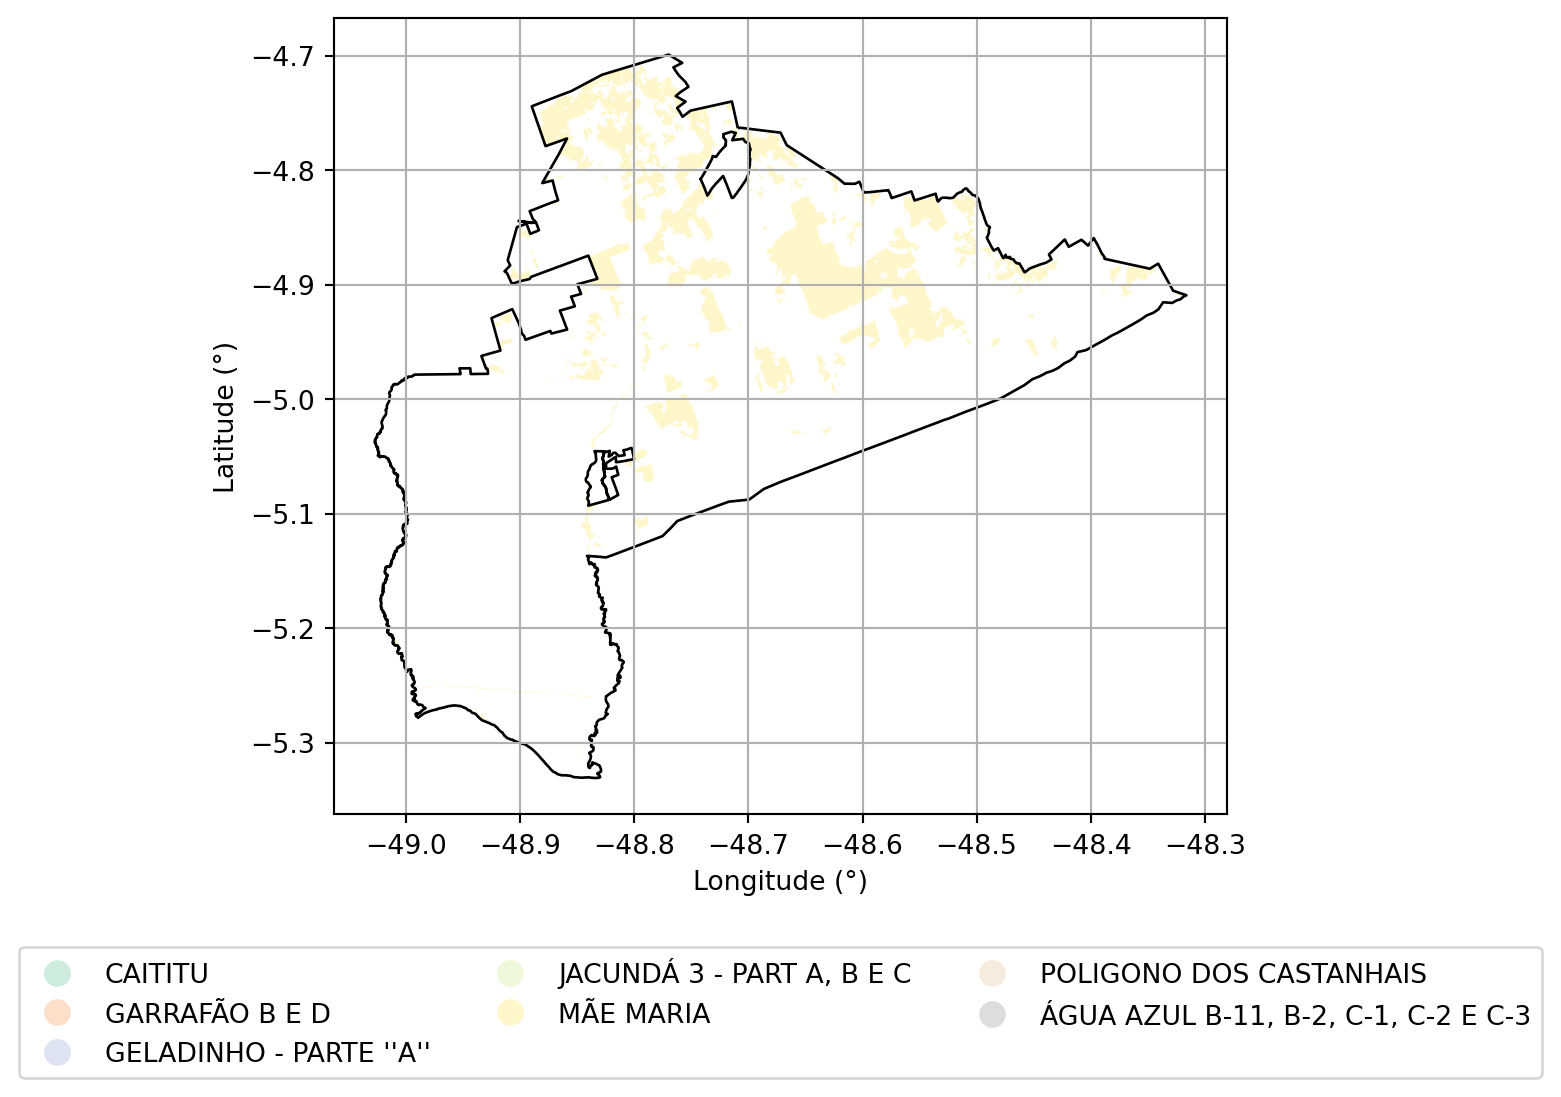 −4.7
−4.8
−4.9
−5.0
−5.1
−5.2
−5.3
Latitude (°)
−49.0 −48.9 −48.8 −48.7 −48.6 −48.5 −48.4 −48.3
Longitude (°)
CAITITU
GARRAFÃO B E D
GELADINHO - PARTE ''A''
JACUNDÁ 3 - PART A, B E C
MÃE MARIA
POLIGONO DOS CASTANHAIS
ÁGUA AZUL B-11, B-2, C-1, C-2 E C-3